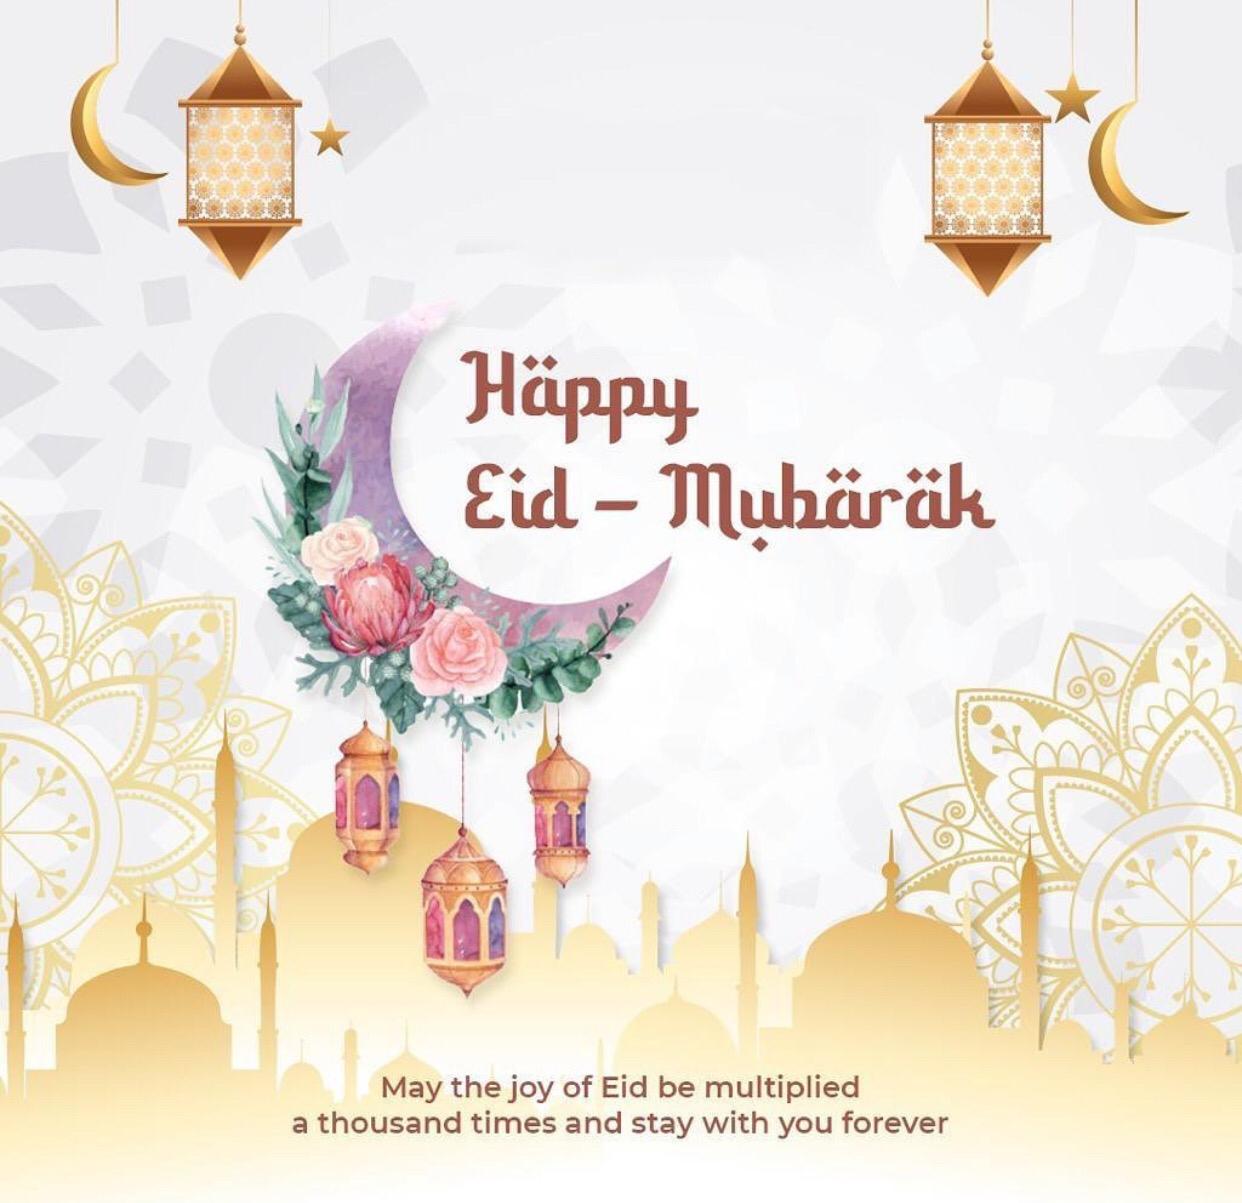 Häppy
Eid – Mubäräk
May the joy of Eid be multiplied
a thousand times and stay with you forever